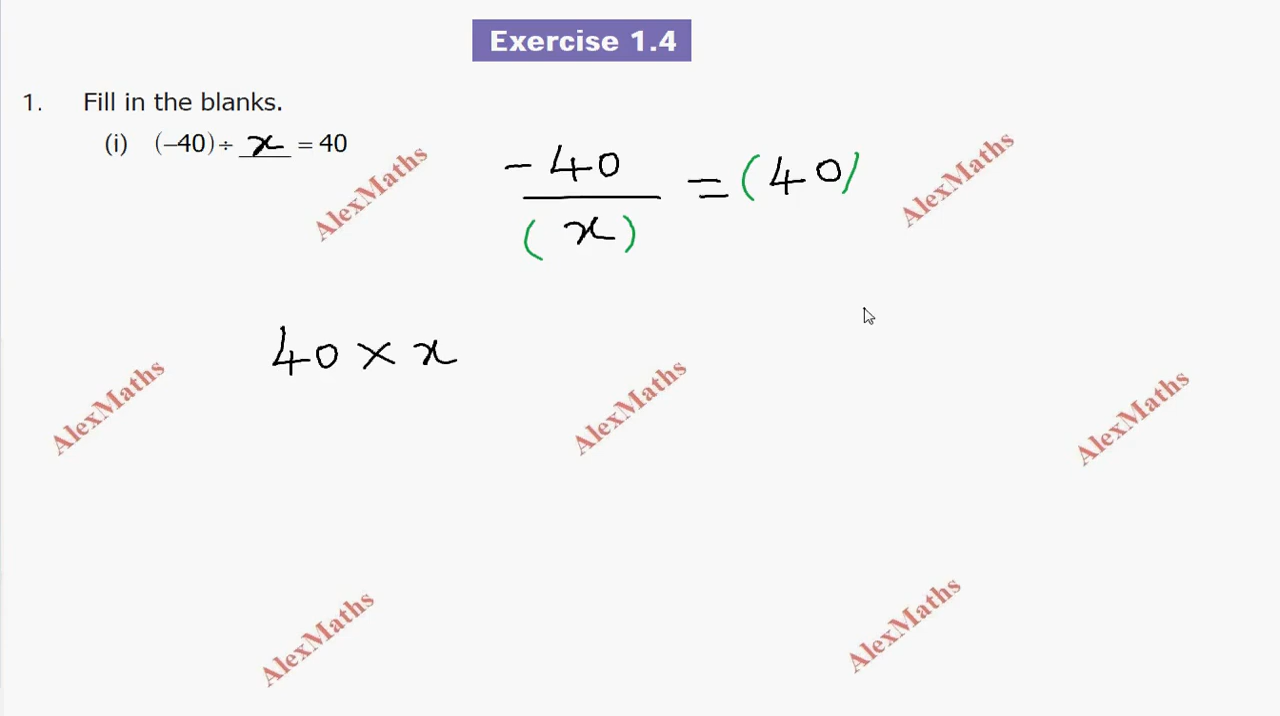 Exercise 1.4
1. Fill in the blanks.
(i) (–40) ÷ x = 40
-40
= (40)
(x)
40 × x
AlexMaths
AlexMaths
AlexMaths
AlexMaths
AlexMaths
AlexMaths
AlexMaths